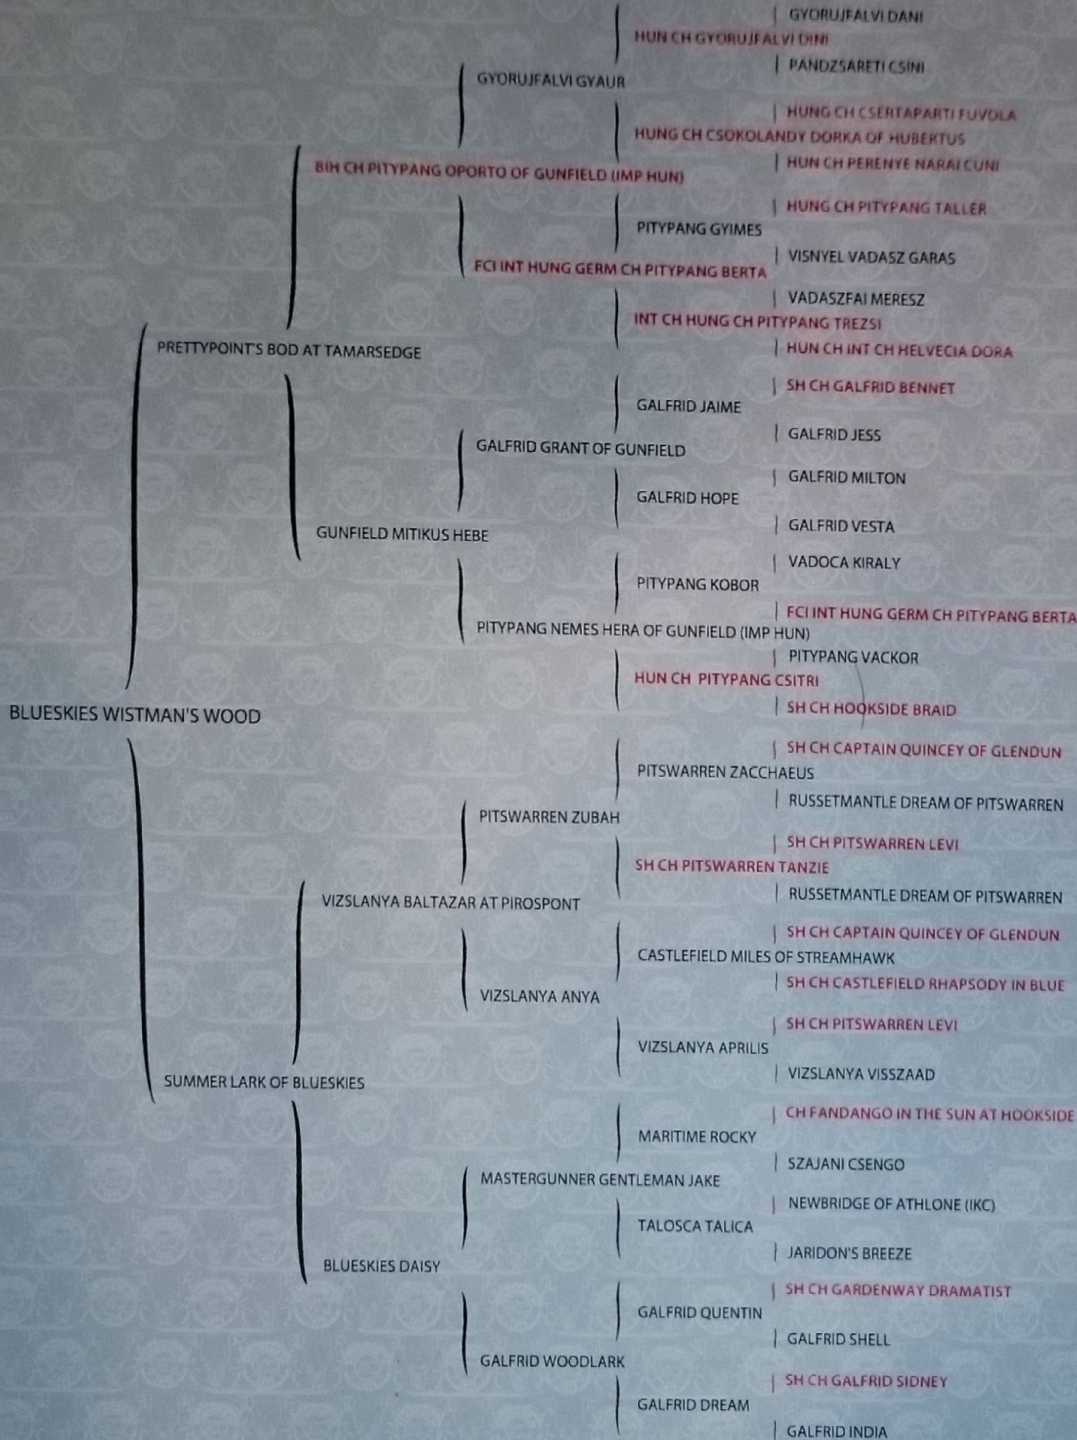 GYORUJFALVI DANI
HUN CH GYORUJFALVI DINI
PANDZSARETI CSINI
GYORUJFALVI GYAUR
HUNG CH CSERTAPARTI FUVOLA
HUNG CH CSOKOLANDY DORKA OF HUBERTUS
HUN CH PERENYE NARAI CUNI
BIH CH PITYPANG OPORTO OF GUNFIELD (IMP HUN)
HUNG CH PITYPANG TALLER
PITYPANG GYIMES
VISNYEL VADASZ GARAS
FCI INT HUNG GERM CH PITYPANG BERTA
VADASZFAI MERESZ
INT CH HUNG CH PITYPANG TREZSI
HUN CH INT CH HELVECIA DORA
PRETTYPOINT'S BOD AT TAMARSEDGE
SH CH GALFRID BENNET
GALFRID JAIME
GALFRID JESS
GALFRID GRANT OF GUNFIELD
GALFRID MILTON
GALFRID HOPE
GALFRID VESTA
GUNFIELD MITIKUS HEBE
VADOCA KIRALY
PITYPANG KOBOR
FCI INT HUNG GERM CH PITYPANG BERTA
PITYPANG NEMES HERA OF GUNFIELD (IMP HUN)
PITYPANG VACKOR
HUN CH PITYPANG CSITRI
SH CH HOOKSIDE BRAID
BLUESKIES WISTMAN'S WOOD
SH CH CAPTAIN QUINCEY OF GLENDUN
PITSWARREN ZACCHAEUS
RUSSETMANTLE DREAM OF PITSWARREN
PITSWARREN ZUBAH
SH CH PITSWARREN LEVI
SH CH PITSWARREN TANZIE
RUSSETMANTLE DREAM OF PITSWARREN
VIZSLANYA BALTAZAR AT PIROSPONT
SH CH CAPTAIN QUINCEY OF GLENDUN
CASTLEFIELD MILES OF STREAMHAWK
SH CH CASTLEFIELD RHAPSODY IN BLUE
VIZSLANYA ANYA
SH CH PITSWARREN LEVI
VIZSLANYA APRILIS
VIZSLANYA VISSZAAD
SUMMER LARK OF BLUESKIES
CH FANDANGO IN THE SUN AT HOOKSIDE
MARITIME ROCKY
SZAJANI CSENGO
MASTERGUNNER GENTLEMAN JAKE
NEWBRIDGE OF ATHLONE (IKC)
TALOSCA TALICA
JARIDON'S BREEZE
BLUESKIES DAISY
SH CH GARDENWAY DRAMATIST
GALFRID QUENTIN
GALFRID SHELL
GALFRID WOODLARK
SH CH GALFRID SIDNEY
GALFRID DREAM
GALFRID INDIA